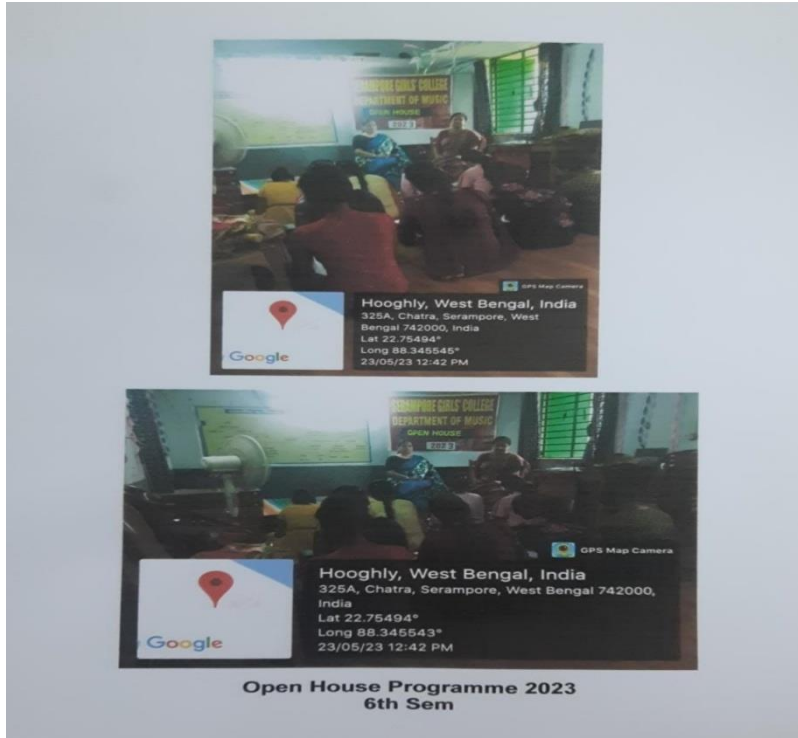 SERAMPORE GIRLS' COLLEGE
DEPARTMENT OF MUSIC
OPEN HOUSE
2023
GPS Map Camera
Hooghly, West Bengal, India
325A, Chatra, Serampore, West
Bengal 742000, India
Lat 22.75494°
Long 88.345545°
23/05/23 12:42 PM
Google
SERAMPORE GIRLS' COLLEGE
DEPARTMENT OF MUSIC
OPEN HOUSE
2023
GPS Map Camera
Hooghly, West Bengal, India
325A, Chatra, Serampore, West Bengal 742000,
India
Lat 22.75494°
Long 88.345543°
23/05/23 12:42 PM
Google
Open House Programme 2023
6th Sem